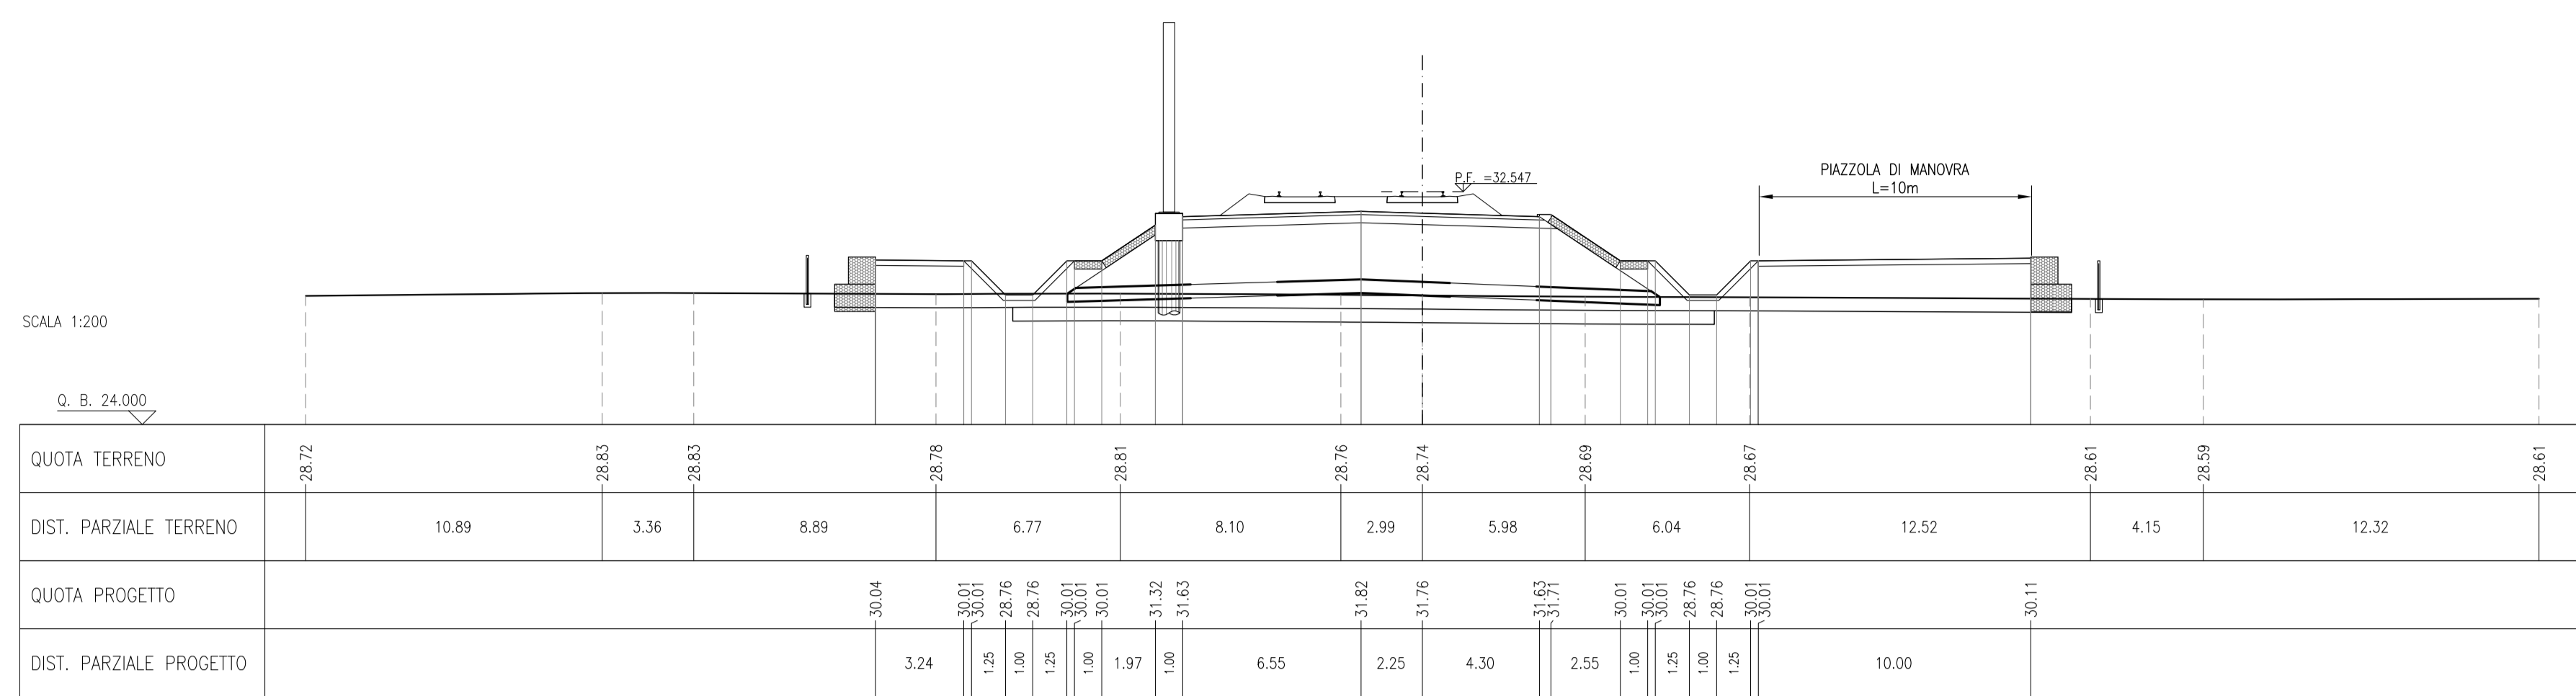 PIAZZOLA DI MANOVRA
L=10m
P.F. =32.547
SCALA 1:200
Q. B. 24.000
QUOTA TERRENO 28.72 28.83 28.83 28.78 28.81 28.76 28.74 28.69 28.67 28.61 28.59 28.61
DIST. PARZIALE TERRENO 10.89 3.36 8.89 6.77 8.10 2.99 5.98 6.04 12.52 4.15 12.32
QUOTA PROGETTO 30.04 30.01 30.01 28.76 28.76 30.01 30.01 30.01 31.32 31.63 31.82 31.76 31.63 31.71 30.01 30.01 30.01 28.76 28.76 30.01 30.01 30.11
DIST. PARZIALE PROGETTO 3.24 1.25 1.00 1.25 1.00 1.97 1.00 6.55 2.25 4.30 2.55 1.00 1.25 1.00 1.25 10.00